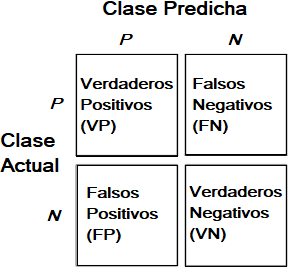 Clase Predicha
P N
P
Verdaderos
Positivos
(VP)
Falsos
Negativos
(FN)
Clase
Actual
N
Falsos
Positivos
(FP)
Verdaderos
Negativos
(VN)